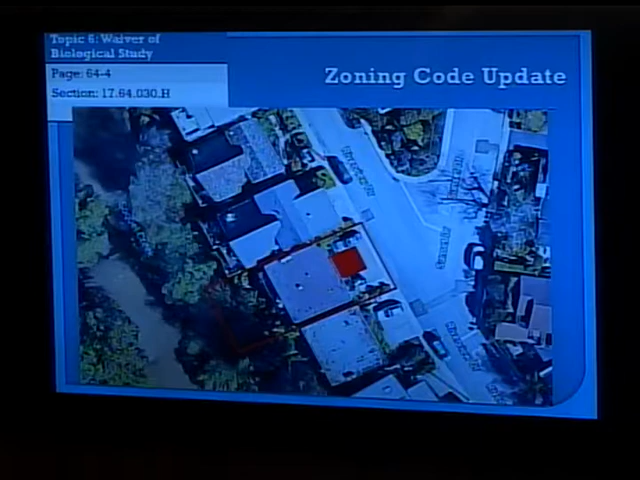 Topic 6: Waiver of
Biological Study
Page: 64-4
Section: 17.64.030.H
Zoning Code Update